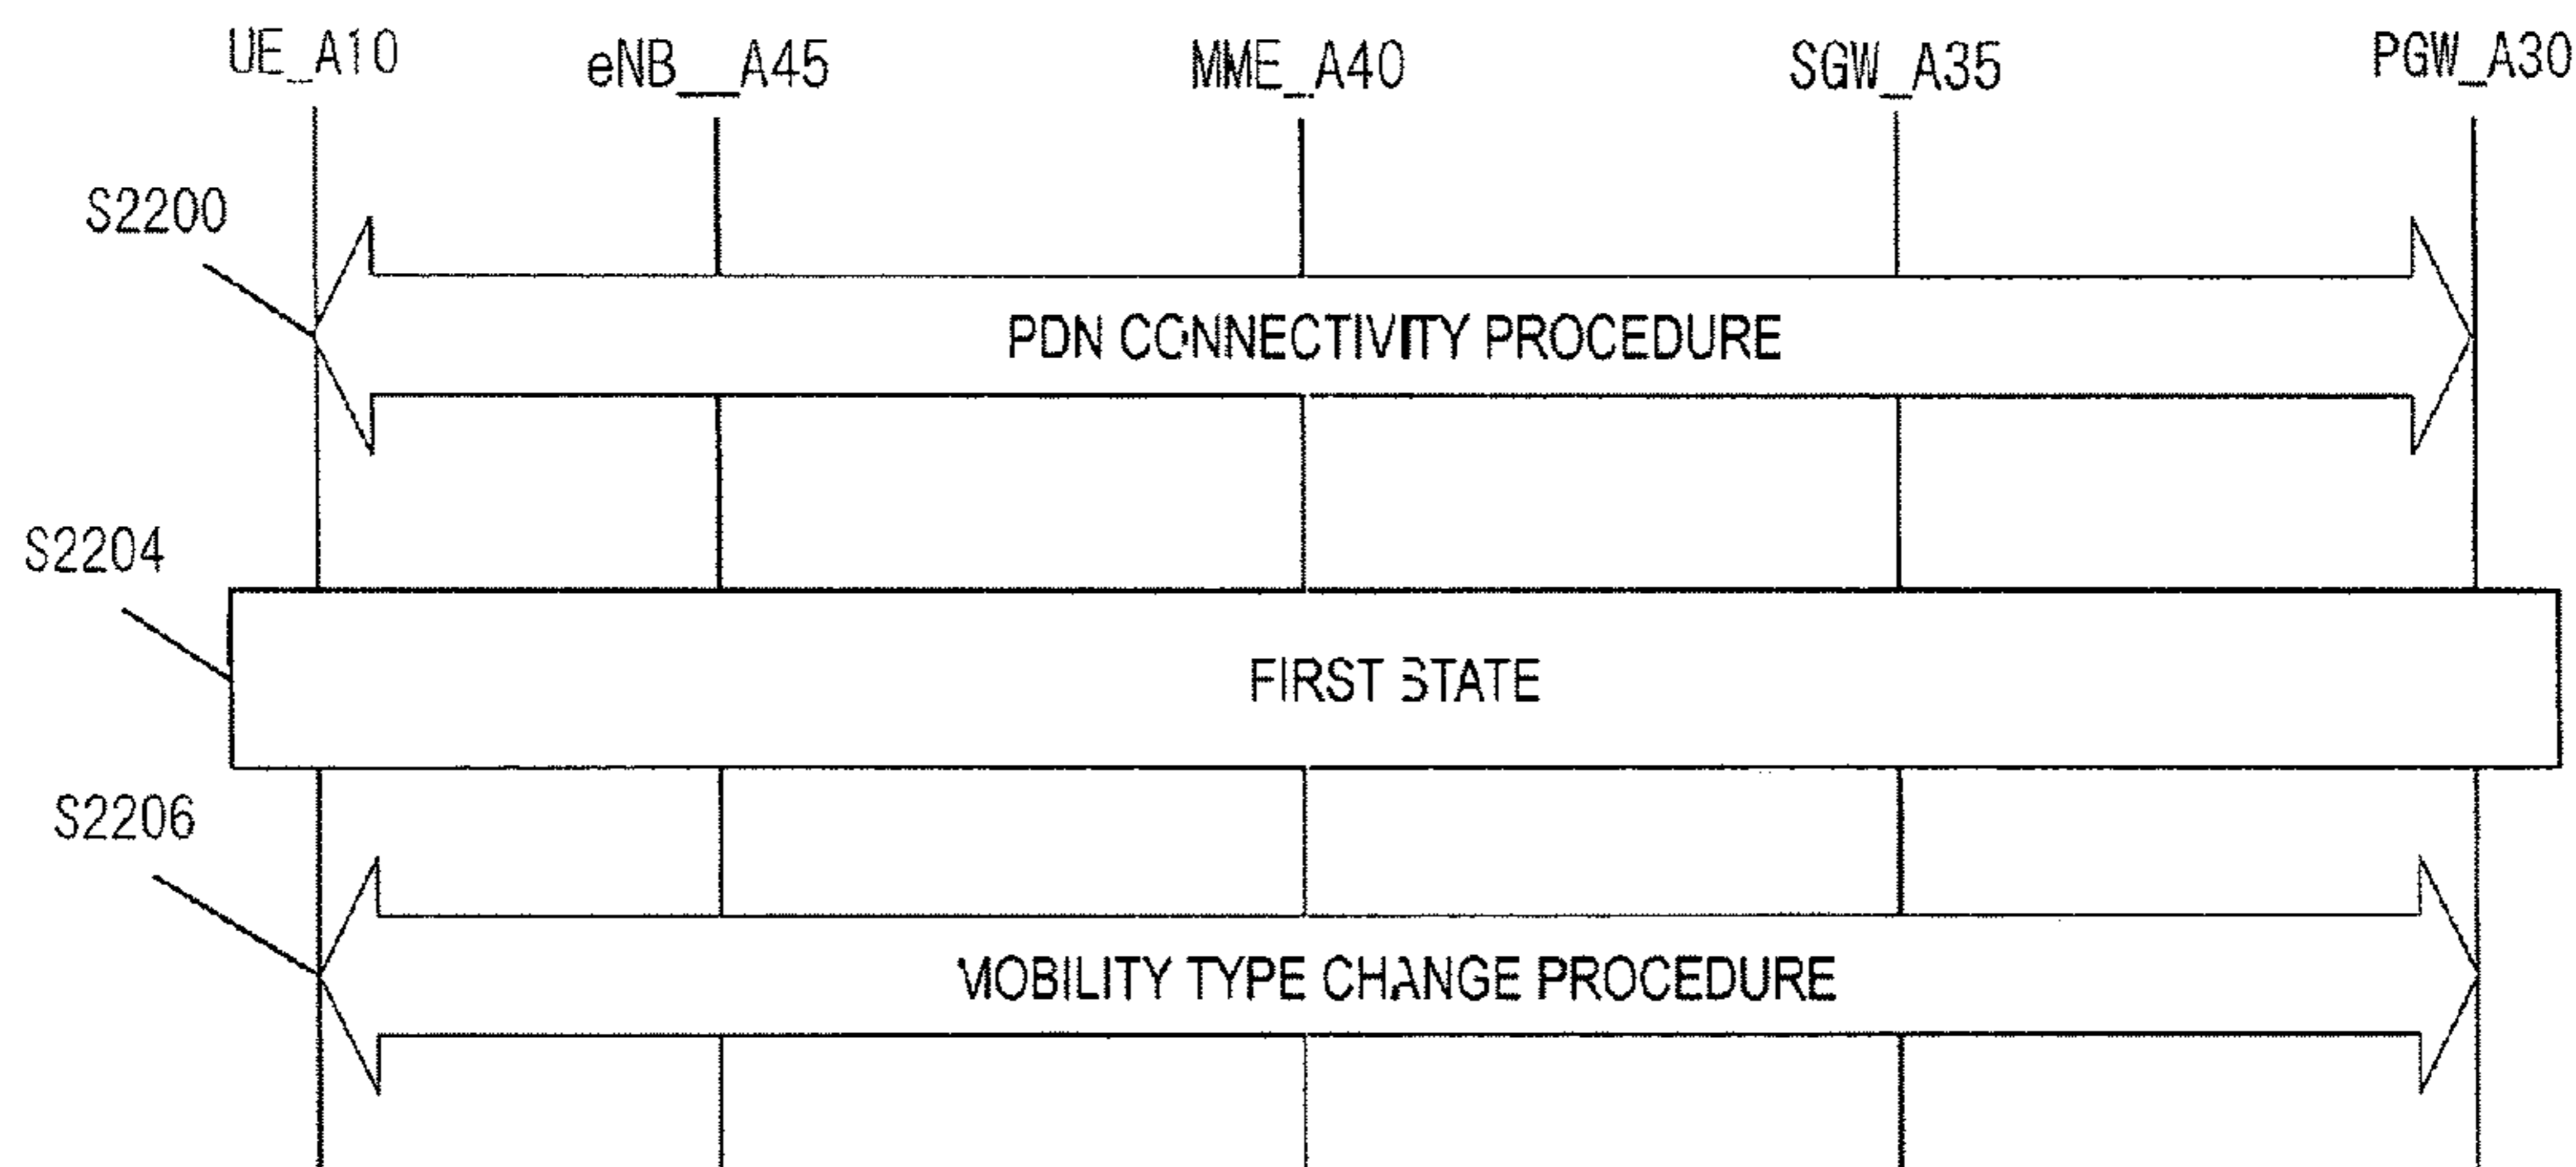 UE_A10
eNB__A45
MME_A40
SGW_A35
PGW_A30
S2200
PDN CONNECTIVITY PROCEDURE
S2204
FIRST STATE
S2206
MOBILITY TYPE CHANGE PROCEDURE